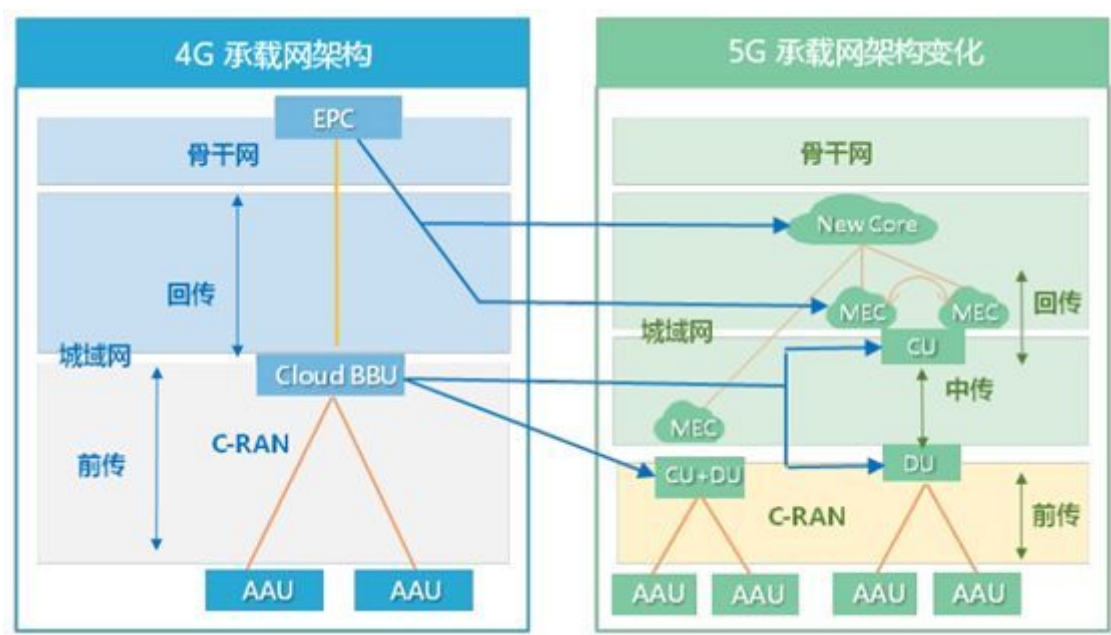 4G 承载网架构
EPC
骨干网
回传
城域网
Cloud BBU
C-RAN
前传
AAU
AAU
5G 承载网架构变化
骨干网
New Core
MEC
MEC
回传
城域网
CU
中传
MEC
CU+DU
DU
C-RAN
前传
AAU
AAU
AAU
AAU